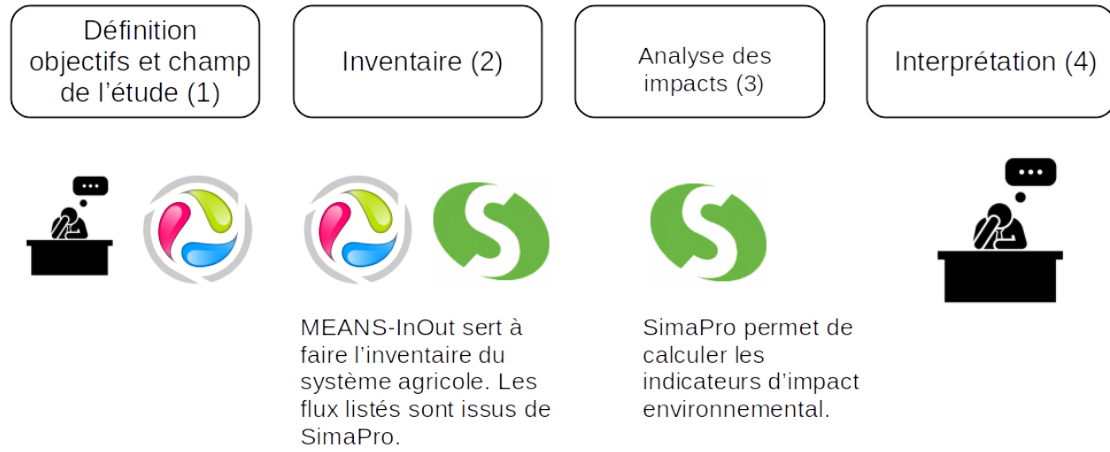 Définition
objectifs et champ
de l'étude (1)
Inventaire (2)
Analyse des
impacts (3)
Interprétation (4)
MEANS-InOut sert à
faire l'inventaire du
système agricole. Les
flux listés sont issus de
SimaPro.
SimaPro permet de
calculer les
indicateurs d'impact
environnemental.